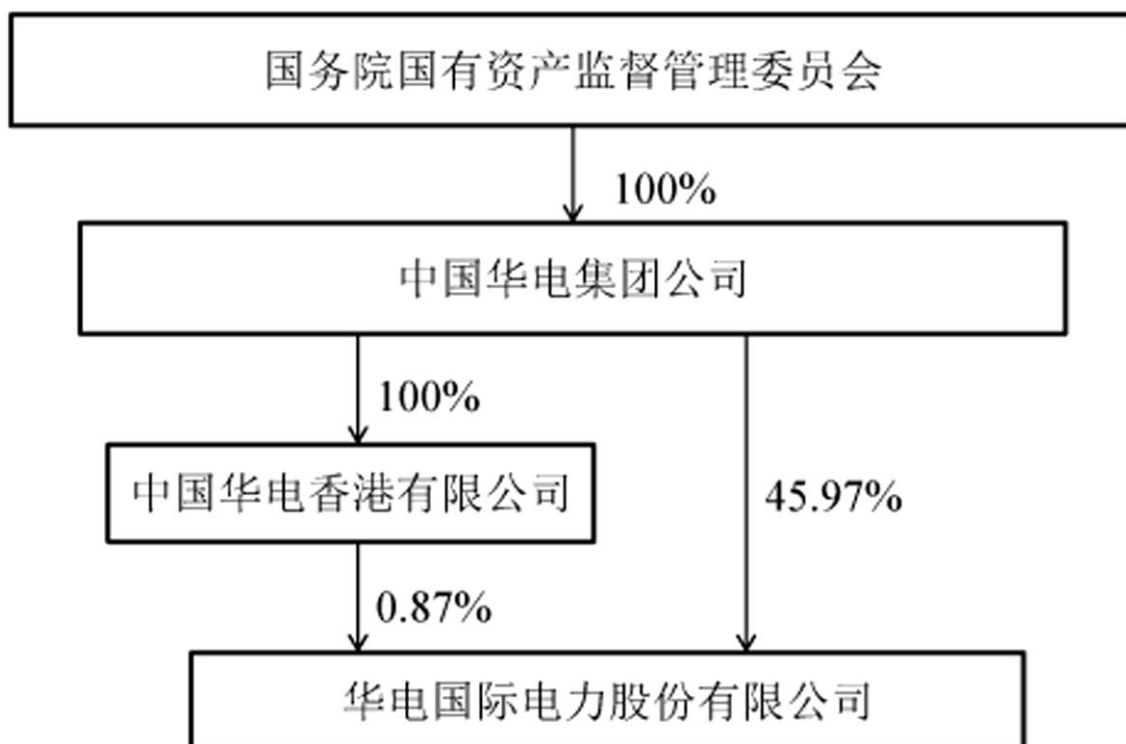 国务院国有资产监督管理委员会
100%
中国华电集团公司
100%
中国华电香港有限公司
45.97%
0.87%
华电国际电力股份有限公司